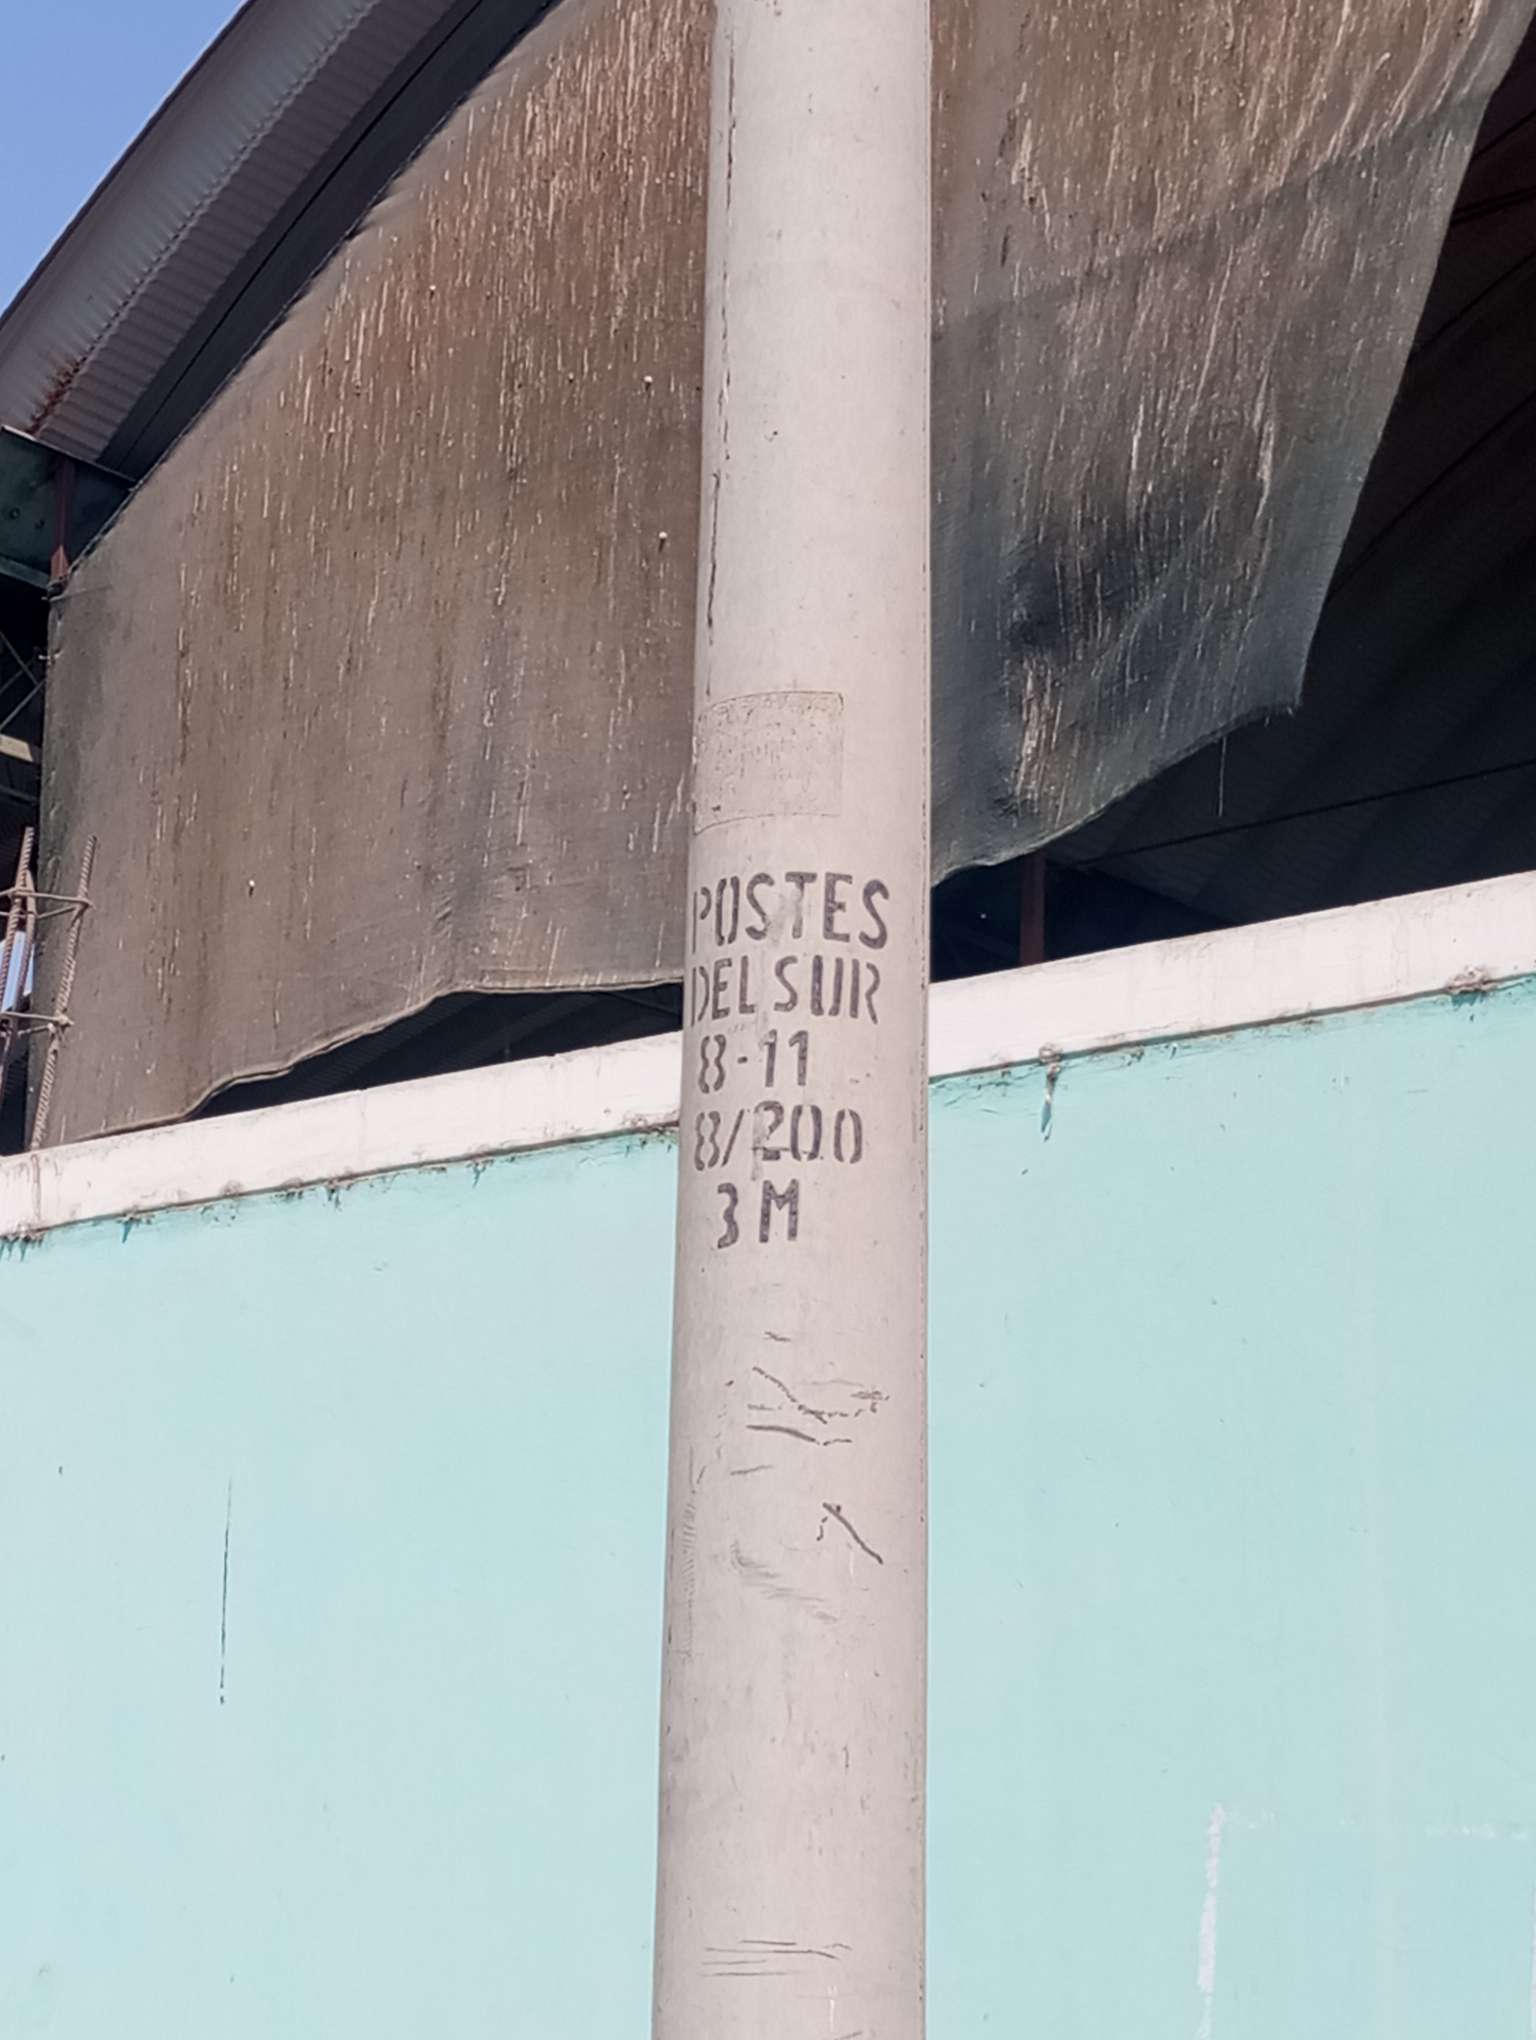 POSTES
DEL SUR
8-11
8/200
3M